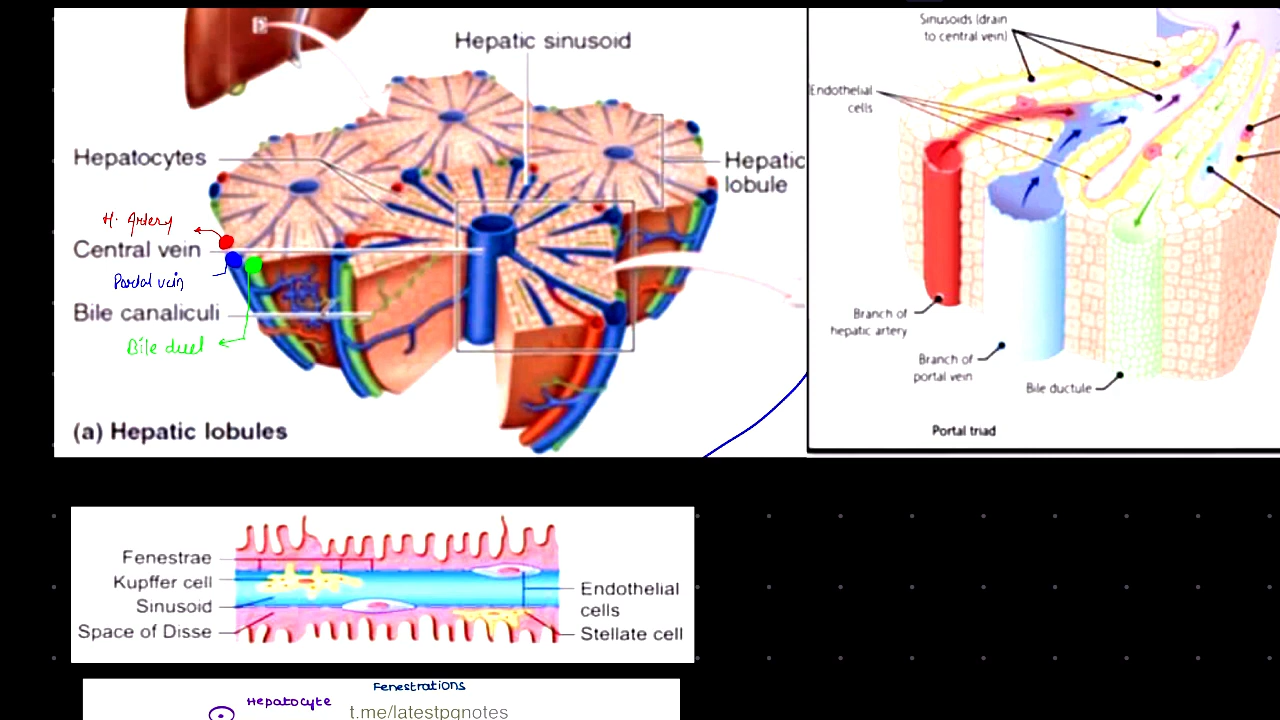 Hepatic sinusoid
Hepatocytes
Hepatic
lobule
H. Artery
Central vein
Portal vein
Bile canaliculi
Bile duct
(a) Hepatic lobules
Sinusoids (drain
to central vein)
Endothelial
cells
Branch of
hepatic artery
Branch of
portal vein
Bile ductule
Portal triad
Fenestrae
Kupffer cell
Sinusoid
Space of Disse
Endothelial
cells
Stellate cell
Fenestrations
Hepatocyte
t.me/latestpgnotes